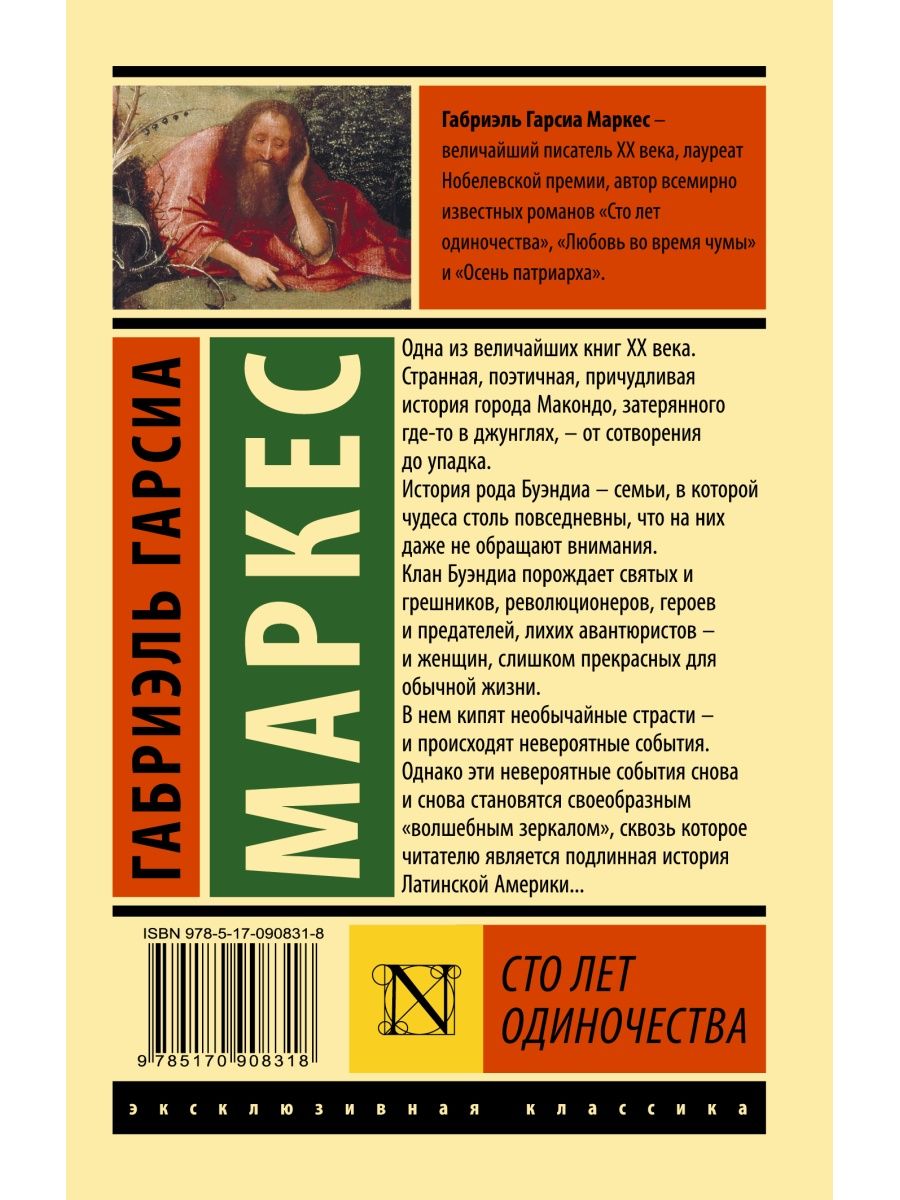 Габриэль Гарсиа Маркес –
величайший писатель XX века, лауреат
Нобелевской премии, автор всемирно
известных романов «Сто лет
одиночества», «Любовь во время чумы»
и «Осень патриарха».
ГАБРИЭЛЬ ГАРСИА
МАРКЕС
Одна из величайших книг XX века.
Странная, поэтичная, причудливая
история города Макондо, затерянного
где-то в джунглях, – от сотворения
до упадка.
История рода Буэндиа – семьи, в которой
чудеса столь повседневны, что на них
даже не обращают внимания.
Клан Буэндиа порождает святых и
грешников, революционеров, героев
и предателей, лихих авантюристов –
и женщин, слишком прекрасных для
обычной жизни.
В нем кипят необычайные страсти –
и происходят невероятные события.
Однако эти невероятные события снова
и снова становятся своеобразным
«волшебным зеркалом», сквозь которое
читателю является подлинная история
Латинской Америки...
ISBN 978-5-17-090831-8
9 785170 908318
N
СТО ЛЕТ
ОДИНОЧЕСТВА
эксклюзивная классика